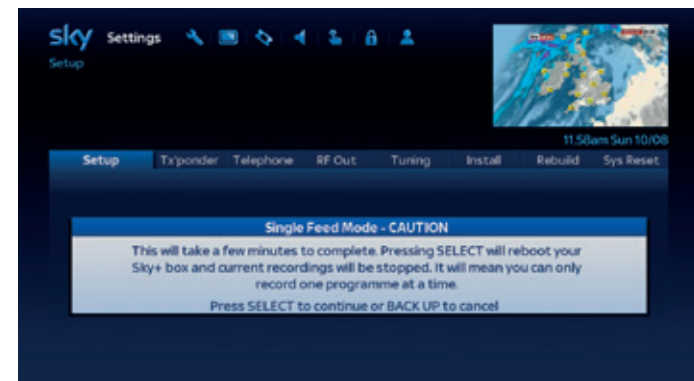 sky Settings
Setup
11.58am Sun 10/08
Setup Tx'ponder Telephone RF Out Tuning Install Rebuild Sys Reset
Single Feed Mode - CAUTION
This will take a few minutes to complete. Pressing SELECT will reboot your
Sky+ box and current recordings will be stopped. It will mean you can only
record one programme at a time.
Press SELECT to continue or BACK UP to cancel